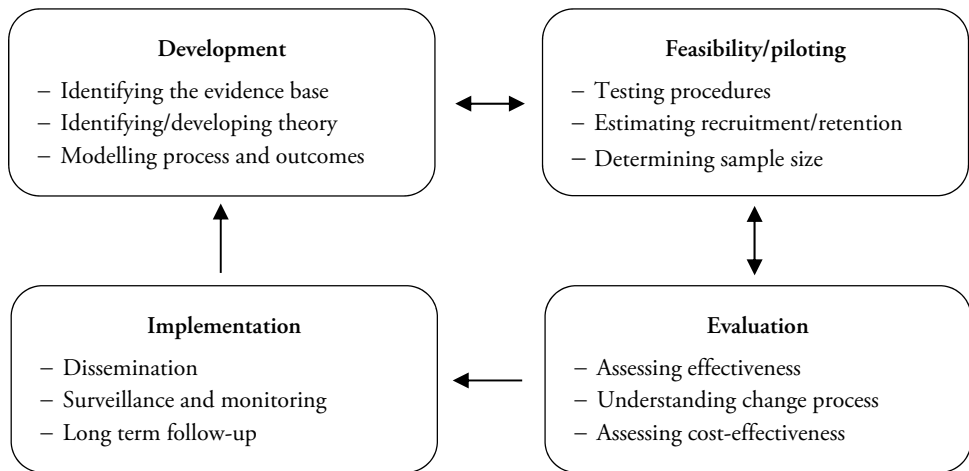 Development
– Identifying the evidence base
– Identifying/developing theory
– Modelling process and outcomes
Feasibility/piloting
– Testing procedures
– Estimating recruitment/retention
– Determining sample size
Implementation
– Dissemination
– Surveillance and monitoring
– Long term follow-up
Evaluation
– Assessing effectiveness
– Understanding change process
– Assessing cost-effectiveness